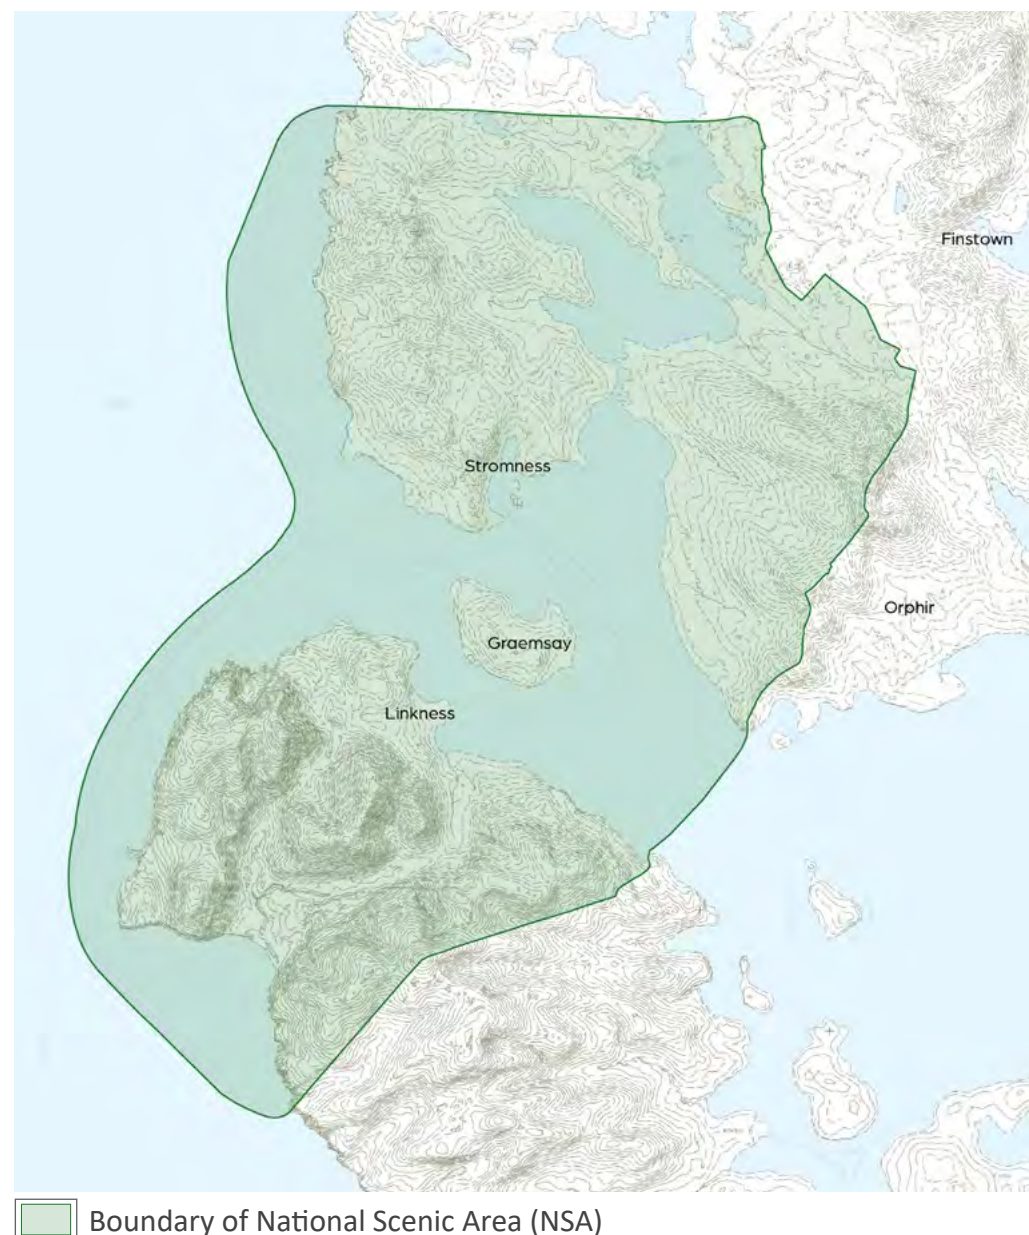 Finstown
Stromness
Orphir
Graemsay
Linkness
Boundary of National Scenic Area (NSA)